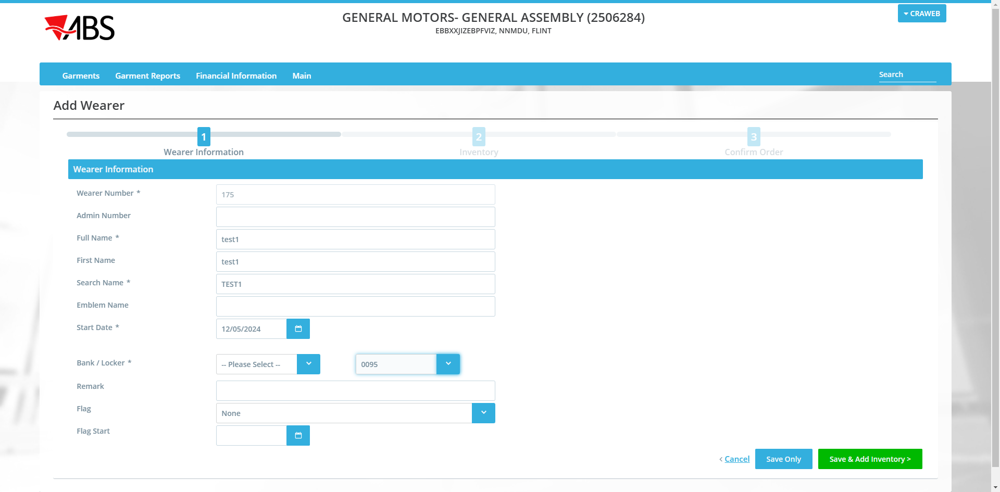 ABS
GENERAL MOTORS- GENERAL ASSEMBLY (2506284)
EBBXXJIZEBPFVIZ, NNMDU, FLINT
CRAWEB
Garments Garment Reports Financial Information Main Search
Add Wearer
1 2 3
Wearer Information Inventory Confirm Order
Wearer Information
Wearer Number * 175
Admin Number
Full Name * test1
First Name test1
Search Name * TEST1
Emblem Name
Start Date * 12/05/2024
Bank / Locker * -- Please Select -- 0095
Remark
Flag None
Flag Start
< Cancel Save Only Save & Add Inventory >